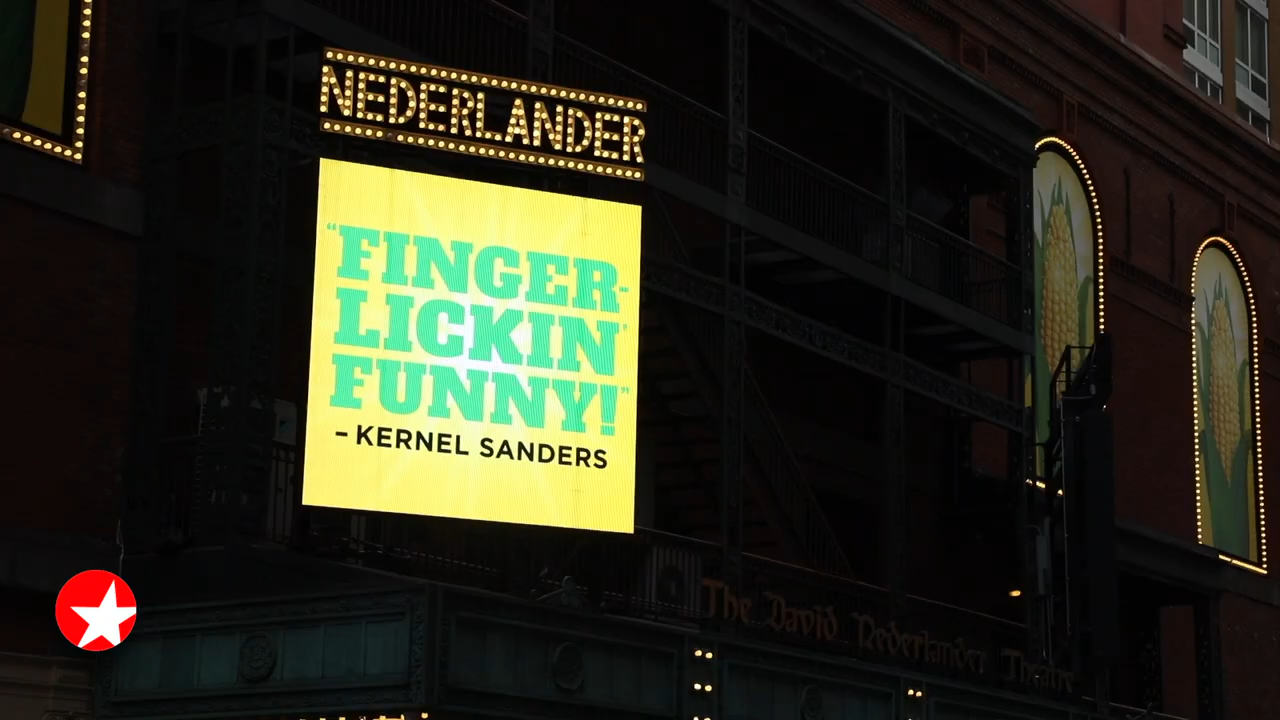 NEDERLANDER
“FINGER-
LICKIN’
FUNNY!”
– KERNEL SANDERS
The David Nederlander Theatre